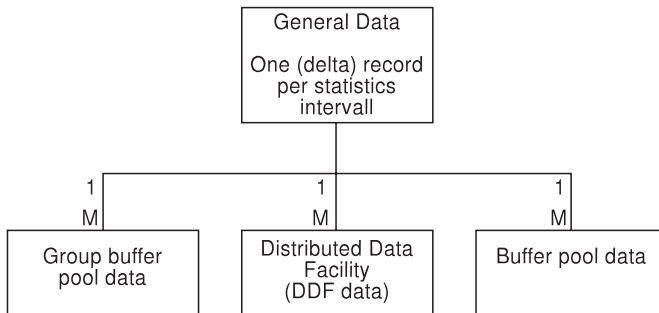 General Data
One (delta) record
per statistics
intervall
1
1
1
M
M
M
Group buffer
pool data
Distributed Data
Facility
(DDF data)
Buffer pool data